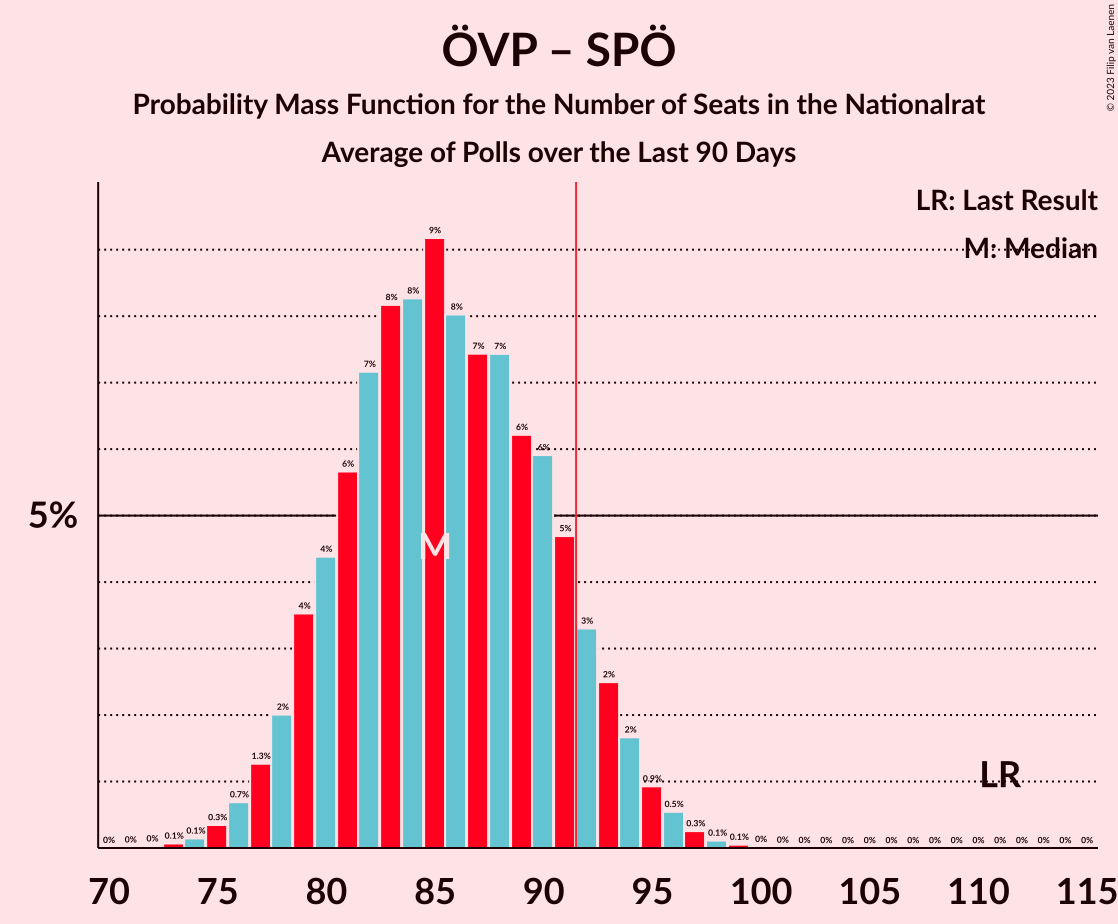 ÖVP – SPÖ
Probability Mass Function for the Number of Seats in the Nationalrat
Average of Polls over the Last 90 Days
© 2023 Filip van Laenen
LR: Last Result
M: Median
5%
0% 0% 0% 0.1% 0.1% 0.3% 0.7% 1.3% 2% 4% 4% 6% 7% 8% 8% 9% 8% 7% 7% 6% 6% 5% 3% 2% 2% 0.9% 0.5% 0.3% 0.1% 0.1% 0% 0% 0% 0% 0% 0% 0% 0% 0% 0% 0% 0% 0% 0% 0% 0%
M
LR
70 75 80 85 90 95 100 105 110 115